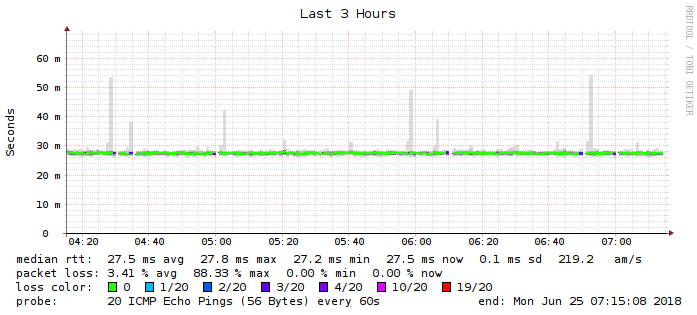 Last 3 Hours
RRDTOOL / TOBI OETIKER
Seconds
60 m
50 m
40 m
30 m
20 m
10 m
0
04:20 04:40 05:00 05:20 05:40 06:00 06:20 06:40 07:00
median rtt: 27.5 ms avg 27.8 ms max 27.2 ms min 27.5 ms now 0.1 ms sd 219.2 am/s
packet loss: 3.41 % avg 88.33 % max 0.00 % min 0.00 % now
loss color: 0 1/20 2/20 3/20 4/20 10/20 19/20
probe: 20 ICMP Echo Pings (56 Bytes) every 60s end: Mon Jun 25 07:15:08 2018